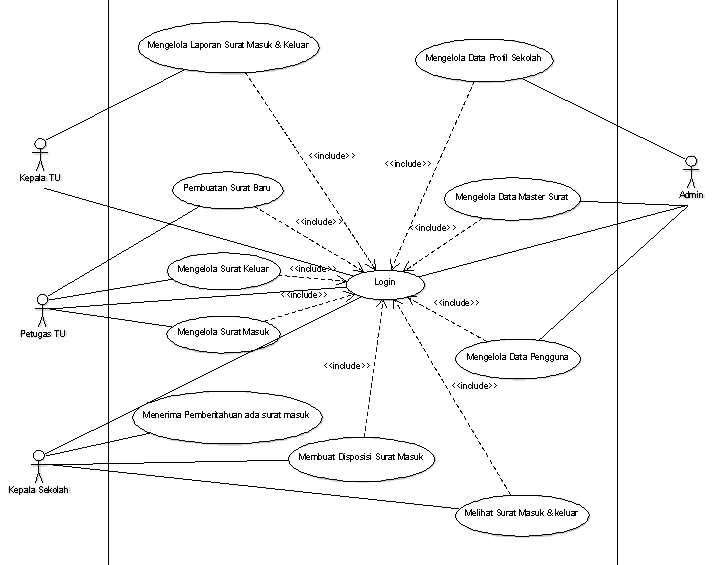 Mengelola Laporan Surat Masuk & Keluar
Mengelola Data Profil Sekolah
<<include>>
<<include>>
Kepala TU
Pembuatan Surat Baru
Mengelola Data Master Surat
Admin
<<include>>
<<include>>
Mengelola Surat Keluar
<<include>>
Login
<<include>>
<<include>>
Petugas TU
Mengelola Surat Masuk
Mengelola Data Pengguna
<<include>>
<<include>>
Menerima Pemberitahuan ada surat masuk
Membuat Disposisi Surat Masuk
Kepala Sekolah
Melihat Surat Masuk & keluar